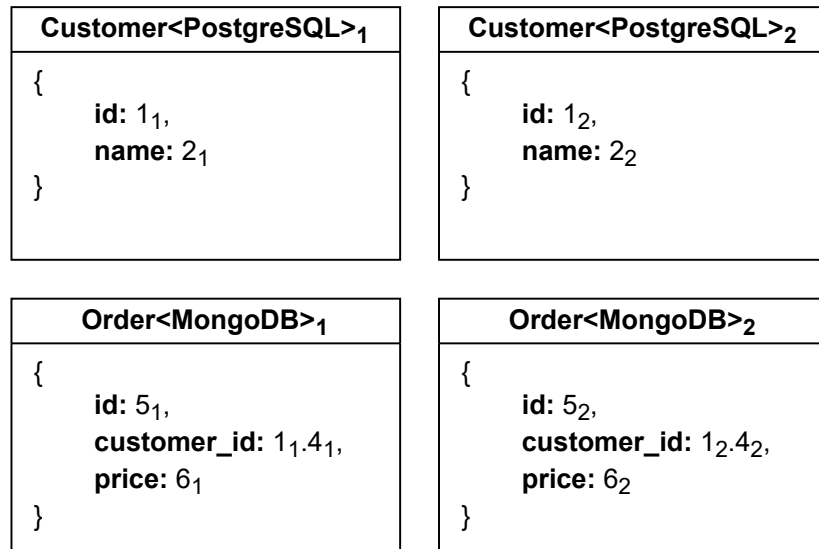 Customer<PostgreSQL>₁
{
id: 1₁,
name: 2₁
}
Customer<PostgreSQL>₂
{
id: 1₂,
name: 2₂
}
Order<MongoDB>₁
{
id: 5₁,
customer_id: 1₁.4₁,
price: 6₁
}
Order<MongoDB>₂
{
id: 5₂,
customer_id: 1₂.4₂,
price: 6₂
}